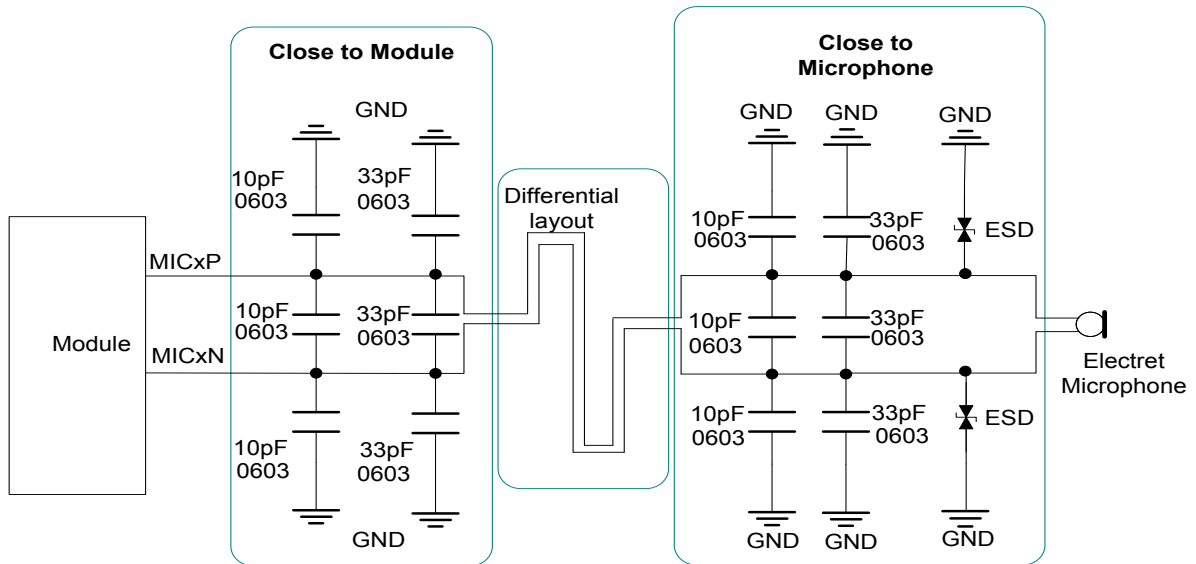 Close to Module
GND
10pF
0603
33pF
0603
MICxP
10pF
0603
33pF
0603
Module
MICxN
10pF
0603
33pF
0603
GND
Differential
layout
Close to
Microphone
GND
GND
GND
10pF
0603
33pF
0603
ESD
10pF
0603
33pF
0603
Electret
Microphone
10pF
0603
33pF
0603
ESD
GND
GND
GND